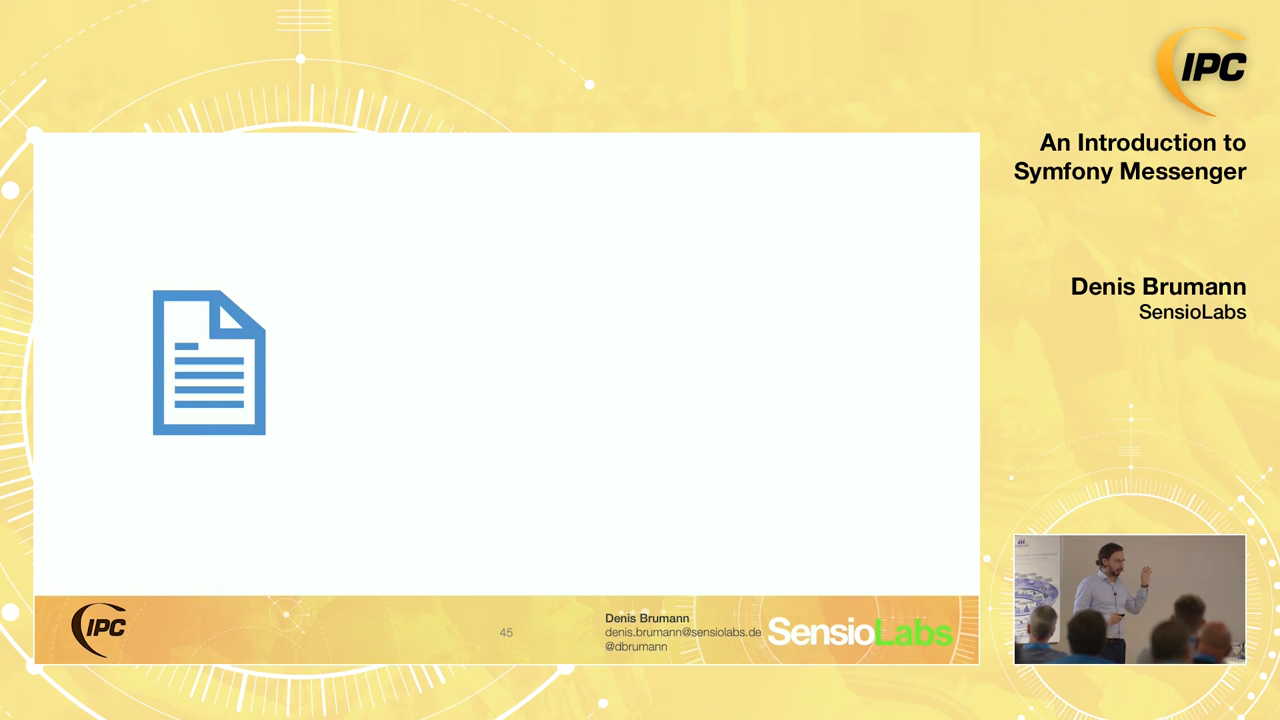 IPC
An Introduction to
Symfony Messenger
Denis Brumann
SensioLabs
IPC
45
Denis Brumann
denis.brumann@sensiolabs.de
@dbrumann
SensioLabs